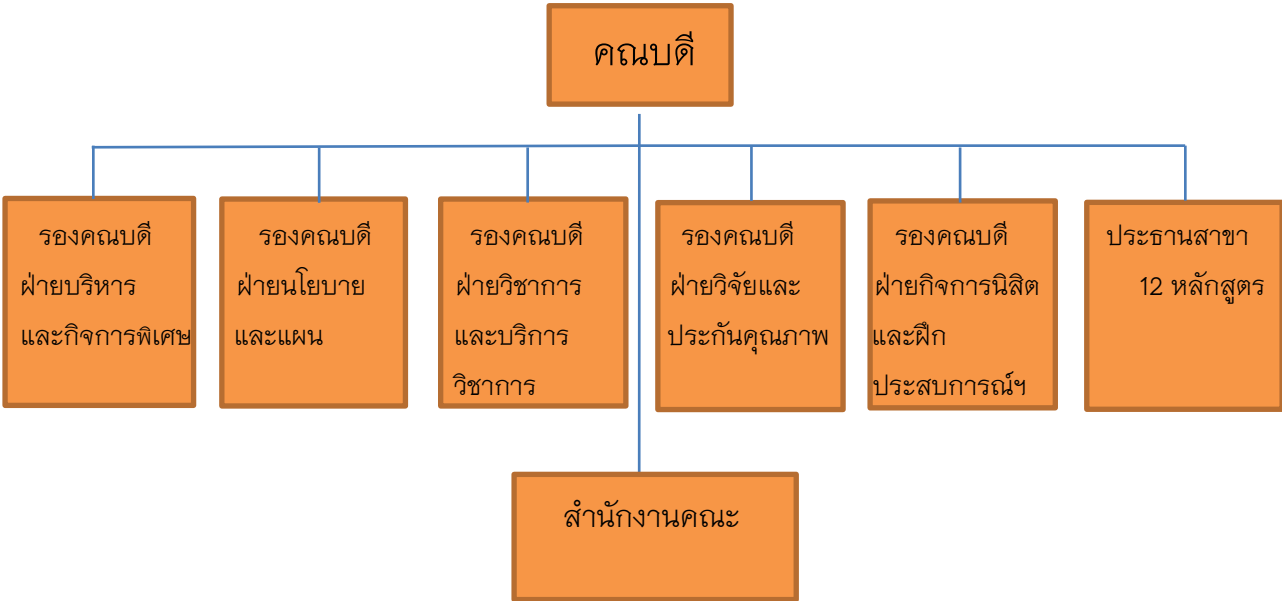 คณบดี
รองคณบดี
ฝ่ายบริหาร
และกิจการพิเศษ
รองคณบดี
ฝ่ายนโยบาย
และแผน
รองคณบดี
ฝ่ายวิชาการ
และบริการ
วิชาการ
รองคณบดี
ฝ่ายวิจัยและ
ประกันคุณภาพ
รองคณบดี
ฝ่ายกิจการนิสิต
และฝึก
ประสบการณ์ฯ
ประธานสาขา
12 หลักสูตร
สำนักงานคณะ